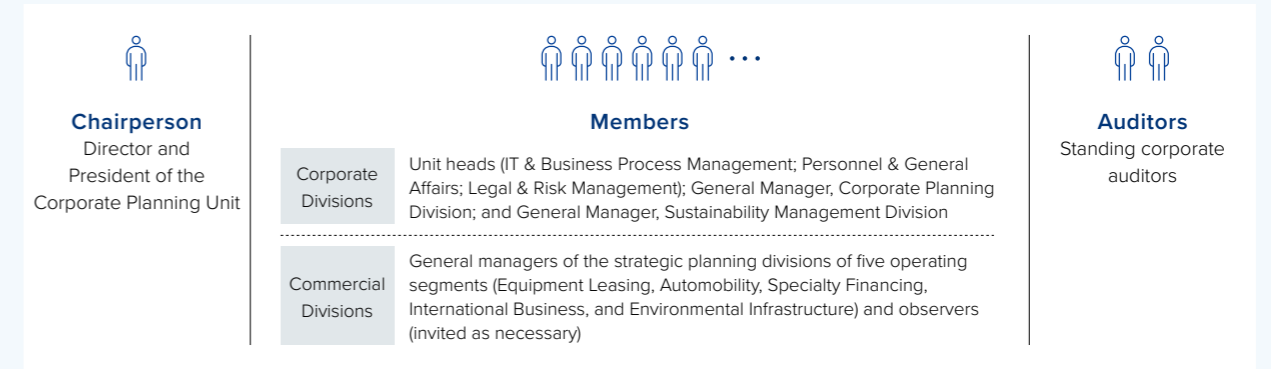 Chairperson
Director and
President of the
Corporate Planning Unit
Members
Corporate
Divisions
Unit heads (IT & Business Process Management; Personnel & General
Affairs; Legal & Risk Management); General Manager, Corporate Planning
Division; and General Manager, Sustainability Management Division
Commercial
Divisions
General managers of the strategic planning divisions of five operating
segments (Equipment Leasing, Automobility, Specialty Financing,
International Business, and Environmental Infrastructure) and observers
(invited as necessary)
Auditors
Standing corporate
auditors